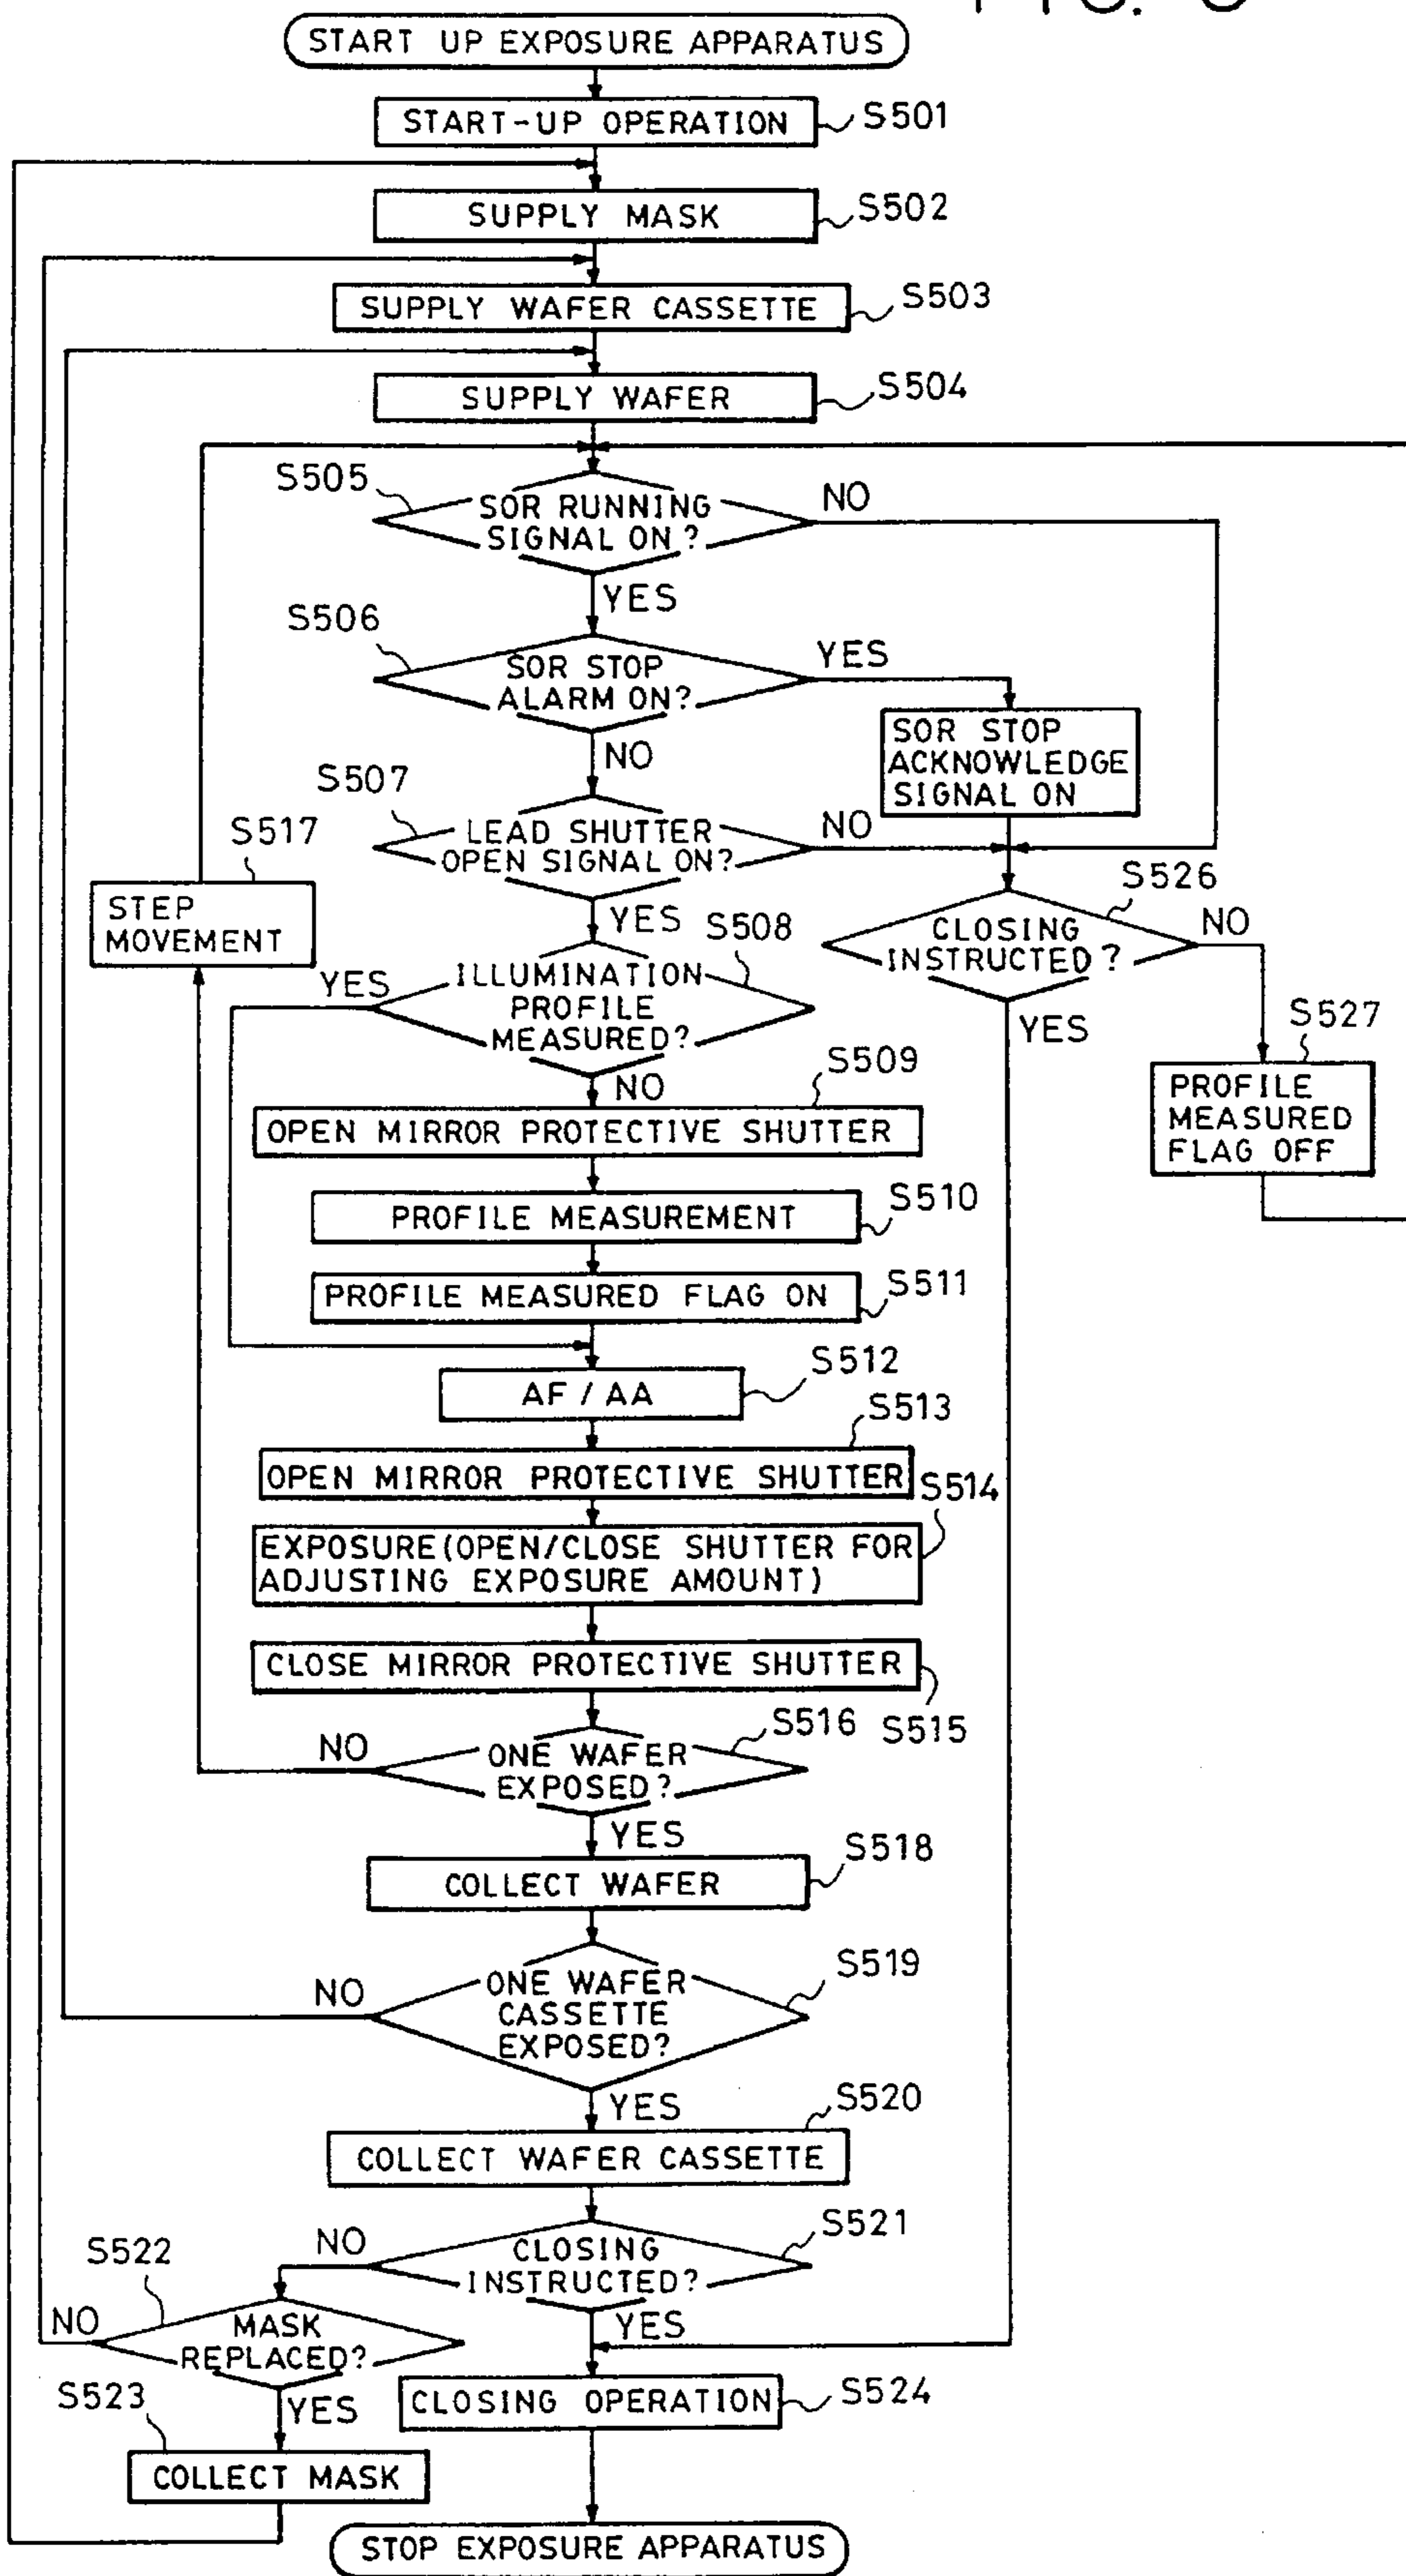 START UP EXPOSURE APPARATUS
START-UP OPERATION
S501
SUPPLY MASK
S502
SUPPLY WAFER CASSETTE
S503
SUPPLY WAFER
S504
S505
SOR RUNNING
SIGNAL ON?
NO
YES
S506
SOR STOP
ALARM ON?
YES
NO
SOR STOP
ACKNOWLEDGE
SIGNAL ON
S507
LEAD SHUTTER
OPEN SIGNAL ON?
NO
YES
S517
STEP
MOVEMENT
S526
CLOSING
INSTRUCTED?
NO
YES
S508
ILLUMINATION
PROFILE
MEASURED?
YES
NO
S527
PROFILE
MEASURED
FLAG OFF
S509
OPEN MIRROR PROTECTIVE SHUTTER
PROFILE MEASUREMENT
S510
PROFILE MEASURED FLAG ON
S511
AF / AA
S512
S513
OPEN MIRROR PROTECTIVE SHUTTER
S514
EXPOSURE(OPEN/CLOSE SHUTTER FOR
ADJUSTING EXPOSURE AMOUNT)
CLOSE MIRROR PROTECTIVE SHUTTER
S515
S516
ONE WAFER
EXPOSED?
NO
YES
COLLECT WAFER
S518
ONE WAFER
CASSETTE
EXPOSED?
S519
NO
YES
S520
COLLECT WAFER CASSETTE
S521
CLOSING
INSTRUCTED?
NO
YES
S522
MASK
REPLACED?
NO
YES
S523
COLLECT MASK
CLOSING OPERATION
S524
STOP EXPOSURE APPARATUS